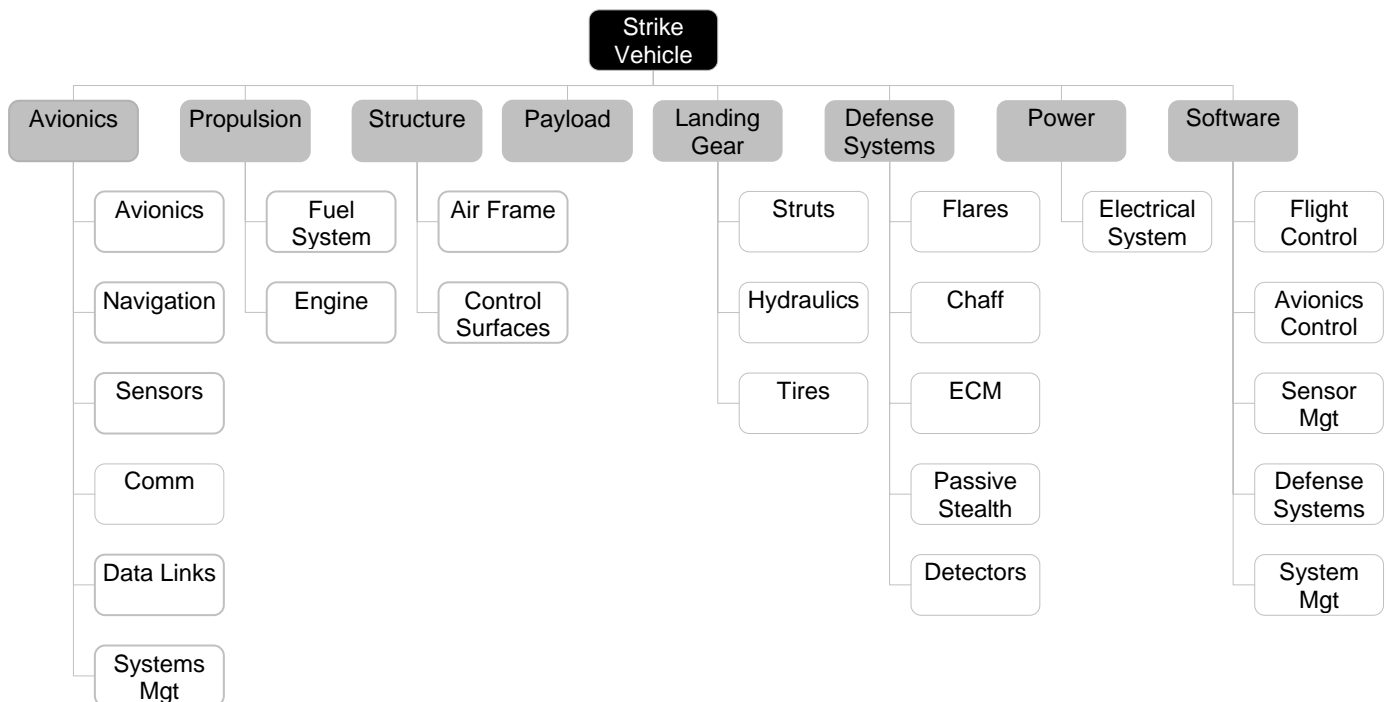 Strike
Vehicle
Avionics
Propulsion
Structure
Payload
Landing
Gear
Defense
Systems
Power
Software
Avionics
Navigation
Sensors
Comm
Data Links
Systems
Mgt
Fuel
System
Engine
Air Frame
Control
Surfaces
Struts
Hydraulics
Tires
Flares
Chaff
ECM
Passive
Stealth
Detectors
Electrical
System
Flight
Control
Avionics
Control
Sensor
Mgt
Defense
Systems
System
Mgt